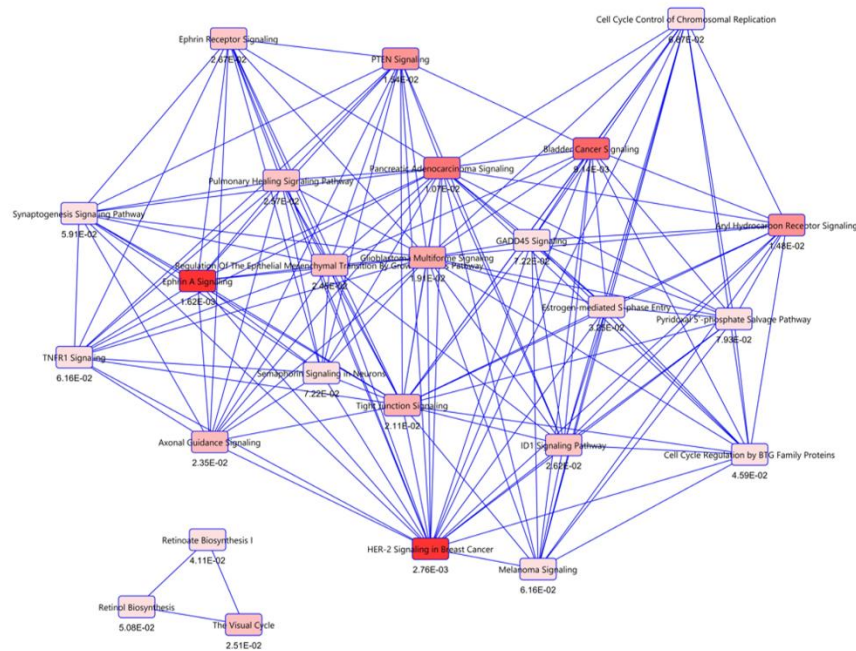 Cell Cycle Control of Chromosomal Replication
6.67E-02
Ephrin Receptor Signaling
2.67E-02
PTEN Signaling
1.54E-02
Bladder Cancer Signaling
9.14E-03
Pancreatic Adenocarcinoma Signaling
1.07E-02
Pulmonary Healing Signaling Pathway
2.57E-02
Synaptogenesis Signaling Pathway
5.91E-02
Aryl Hydrocarbon Receptor Signaling
1.48E-02
GADD45 Signaling
7.22E-02
Glioblastoma Multiforme Signaling
1.91E-02
Regulation Of The Epithelial Mesenchymal Transition By Growth Factors Pathway
2.45E-02
Ephrin A Signaling
1.62E-03
Estrogen-mediated S-phase Entry
3.25E-02
Pyridoxal 5'-phosphate Salvage Pathway
7.93E-02
TNFR1 Signaling
6.16E-02
Semaphorin Signaling in Neurons
7.22E-02
Tight Junction Signaling
2.11E-02
Axonal Guidance Signaling
2.35E-02
ID1 Signaling Pathway
2.62E-02
Cell Cycle Regulation by BTG Family Proteins
4.59E-02
Retinoate Biosynthesis I
4.11E-02
HER-2 Signaling in Breast Cancer
2.76E-03
Melanoma Signaling
6.16E-02
Retinol Biosynthesis
5.08E-02
The Visual Cycle
2.51E-02